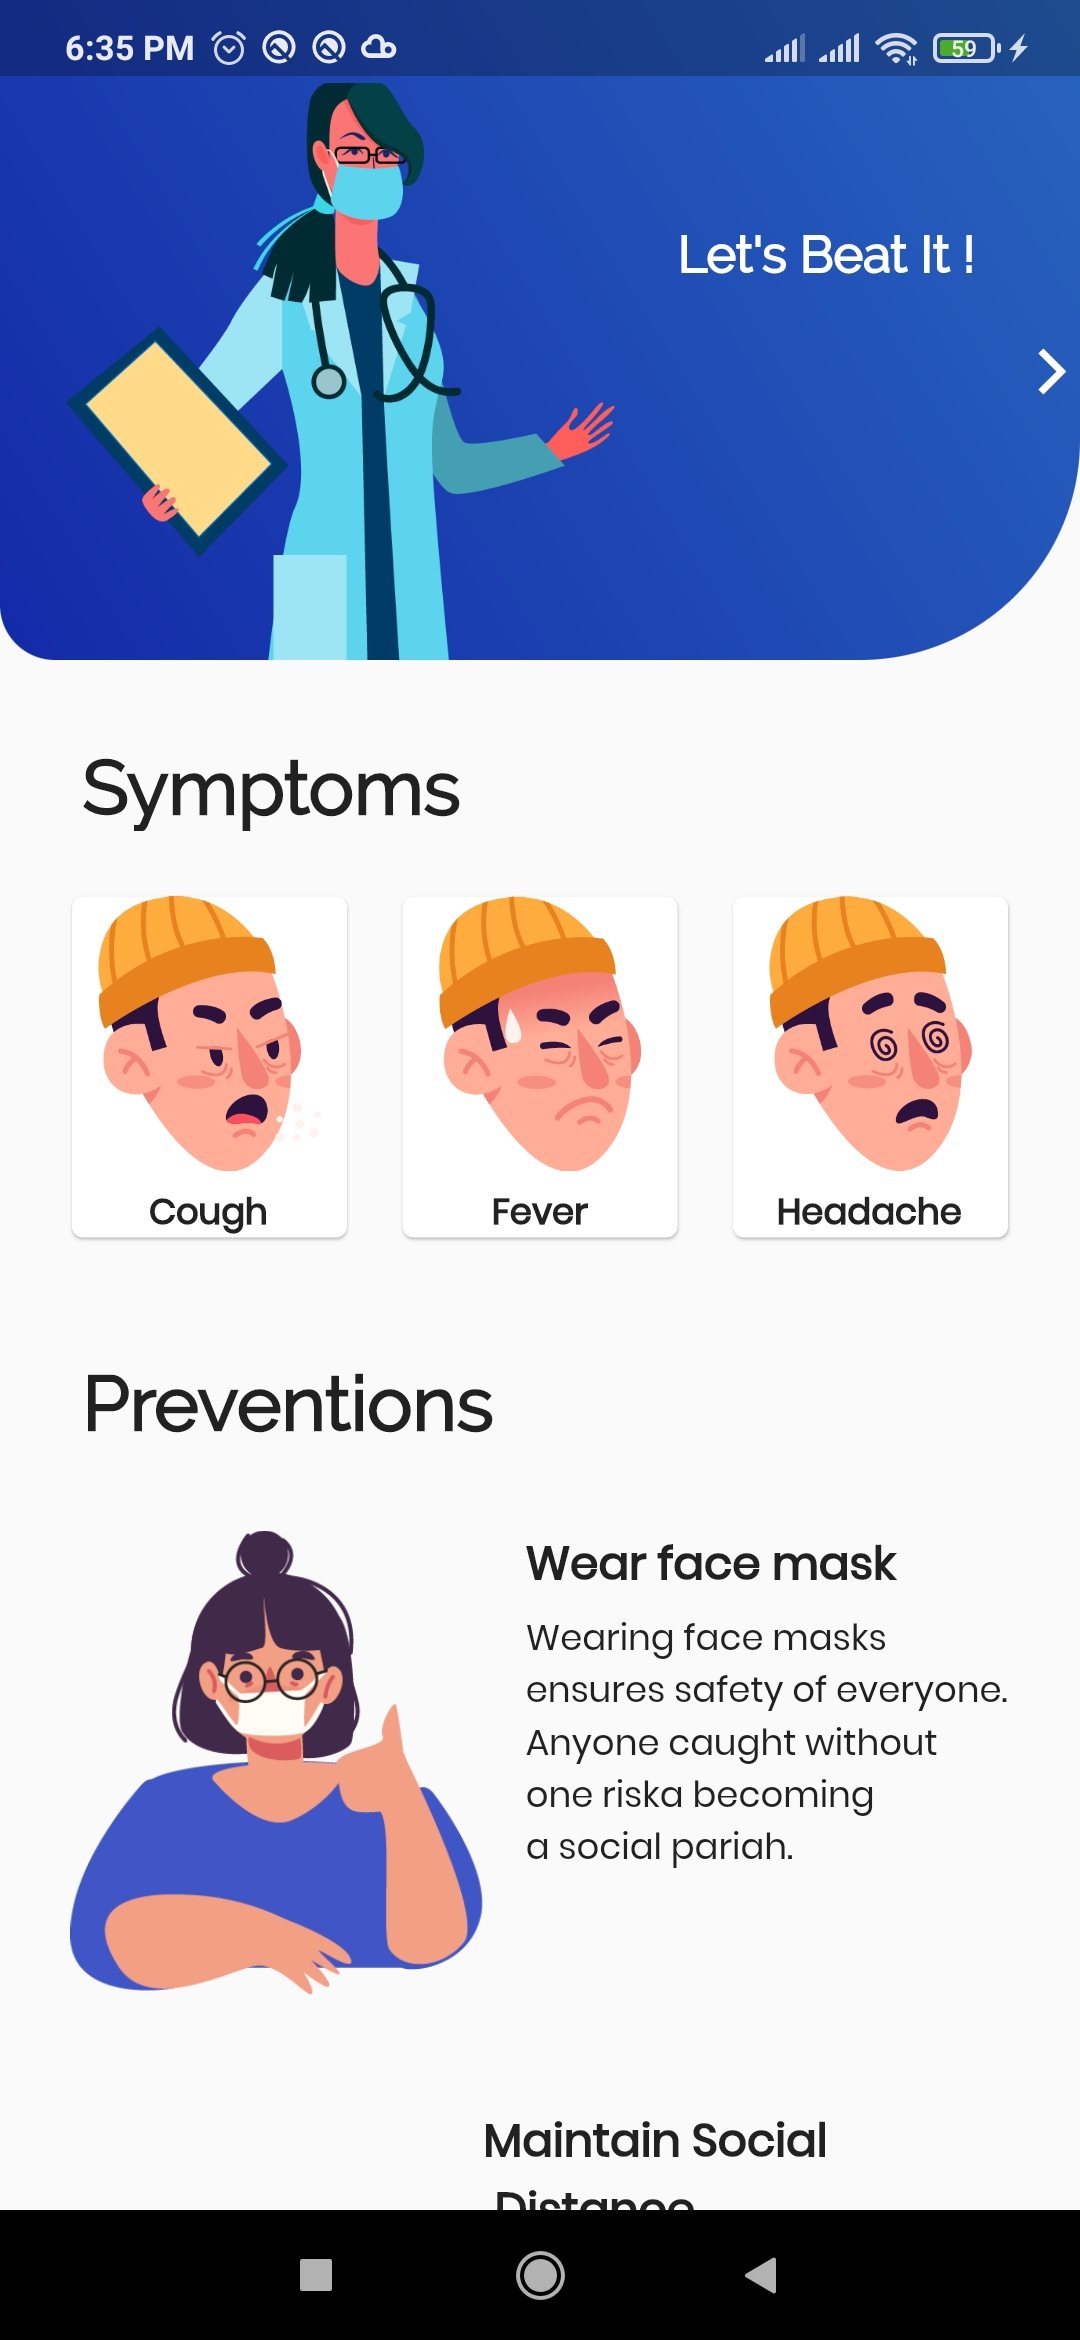 6:35 PM
59
Let's Beat It !
Symptoms
Cough
Fever
Headache
Preventions
Wear face mask
Wearing face masks
ensures safety of everyone.
Anyone caught without
one riska becoming
a social pariah.
Maintain Social
Distance